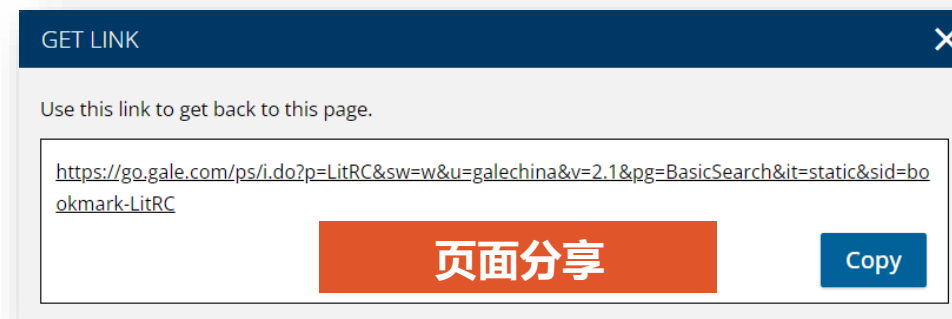 GET LINK
Use this link to get back to this page.
https://go.gale.com/ps/i.do?p=LitRC&sw=w&u=galechina&v=2.1&pg=BasicSearch&it=static&sid=bo
okmark-LitRC
页面分享
Copy